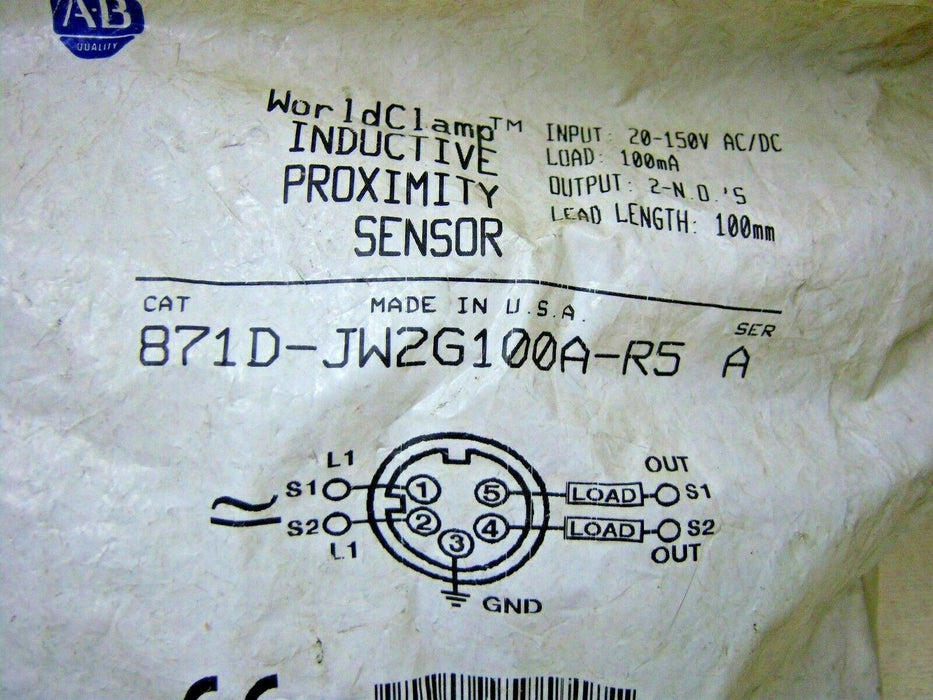 A-B
QUALITY
WorldClamp™
INDUCTIVE
PROXIMITY
SENSOR
INPUT: 20-150V AC/DC
LOAD: 100mA
OUTPUT: 2-N.O.'S
LEAD LENGTH: 100mm
CAT
MADE IN U.S.A.
SER
871D-JW2G100A-R5 A
L1
S1
S2
L1
1
2
3
4
5
OUT
LOAD S1
LOAD S2
OUT
GND
CE